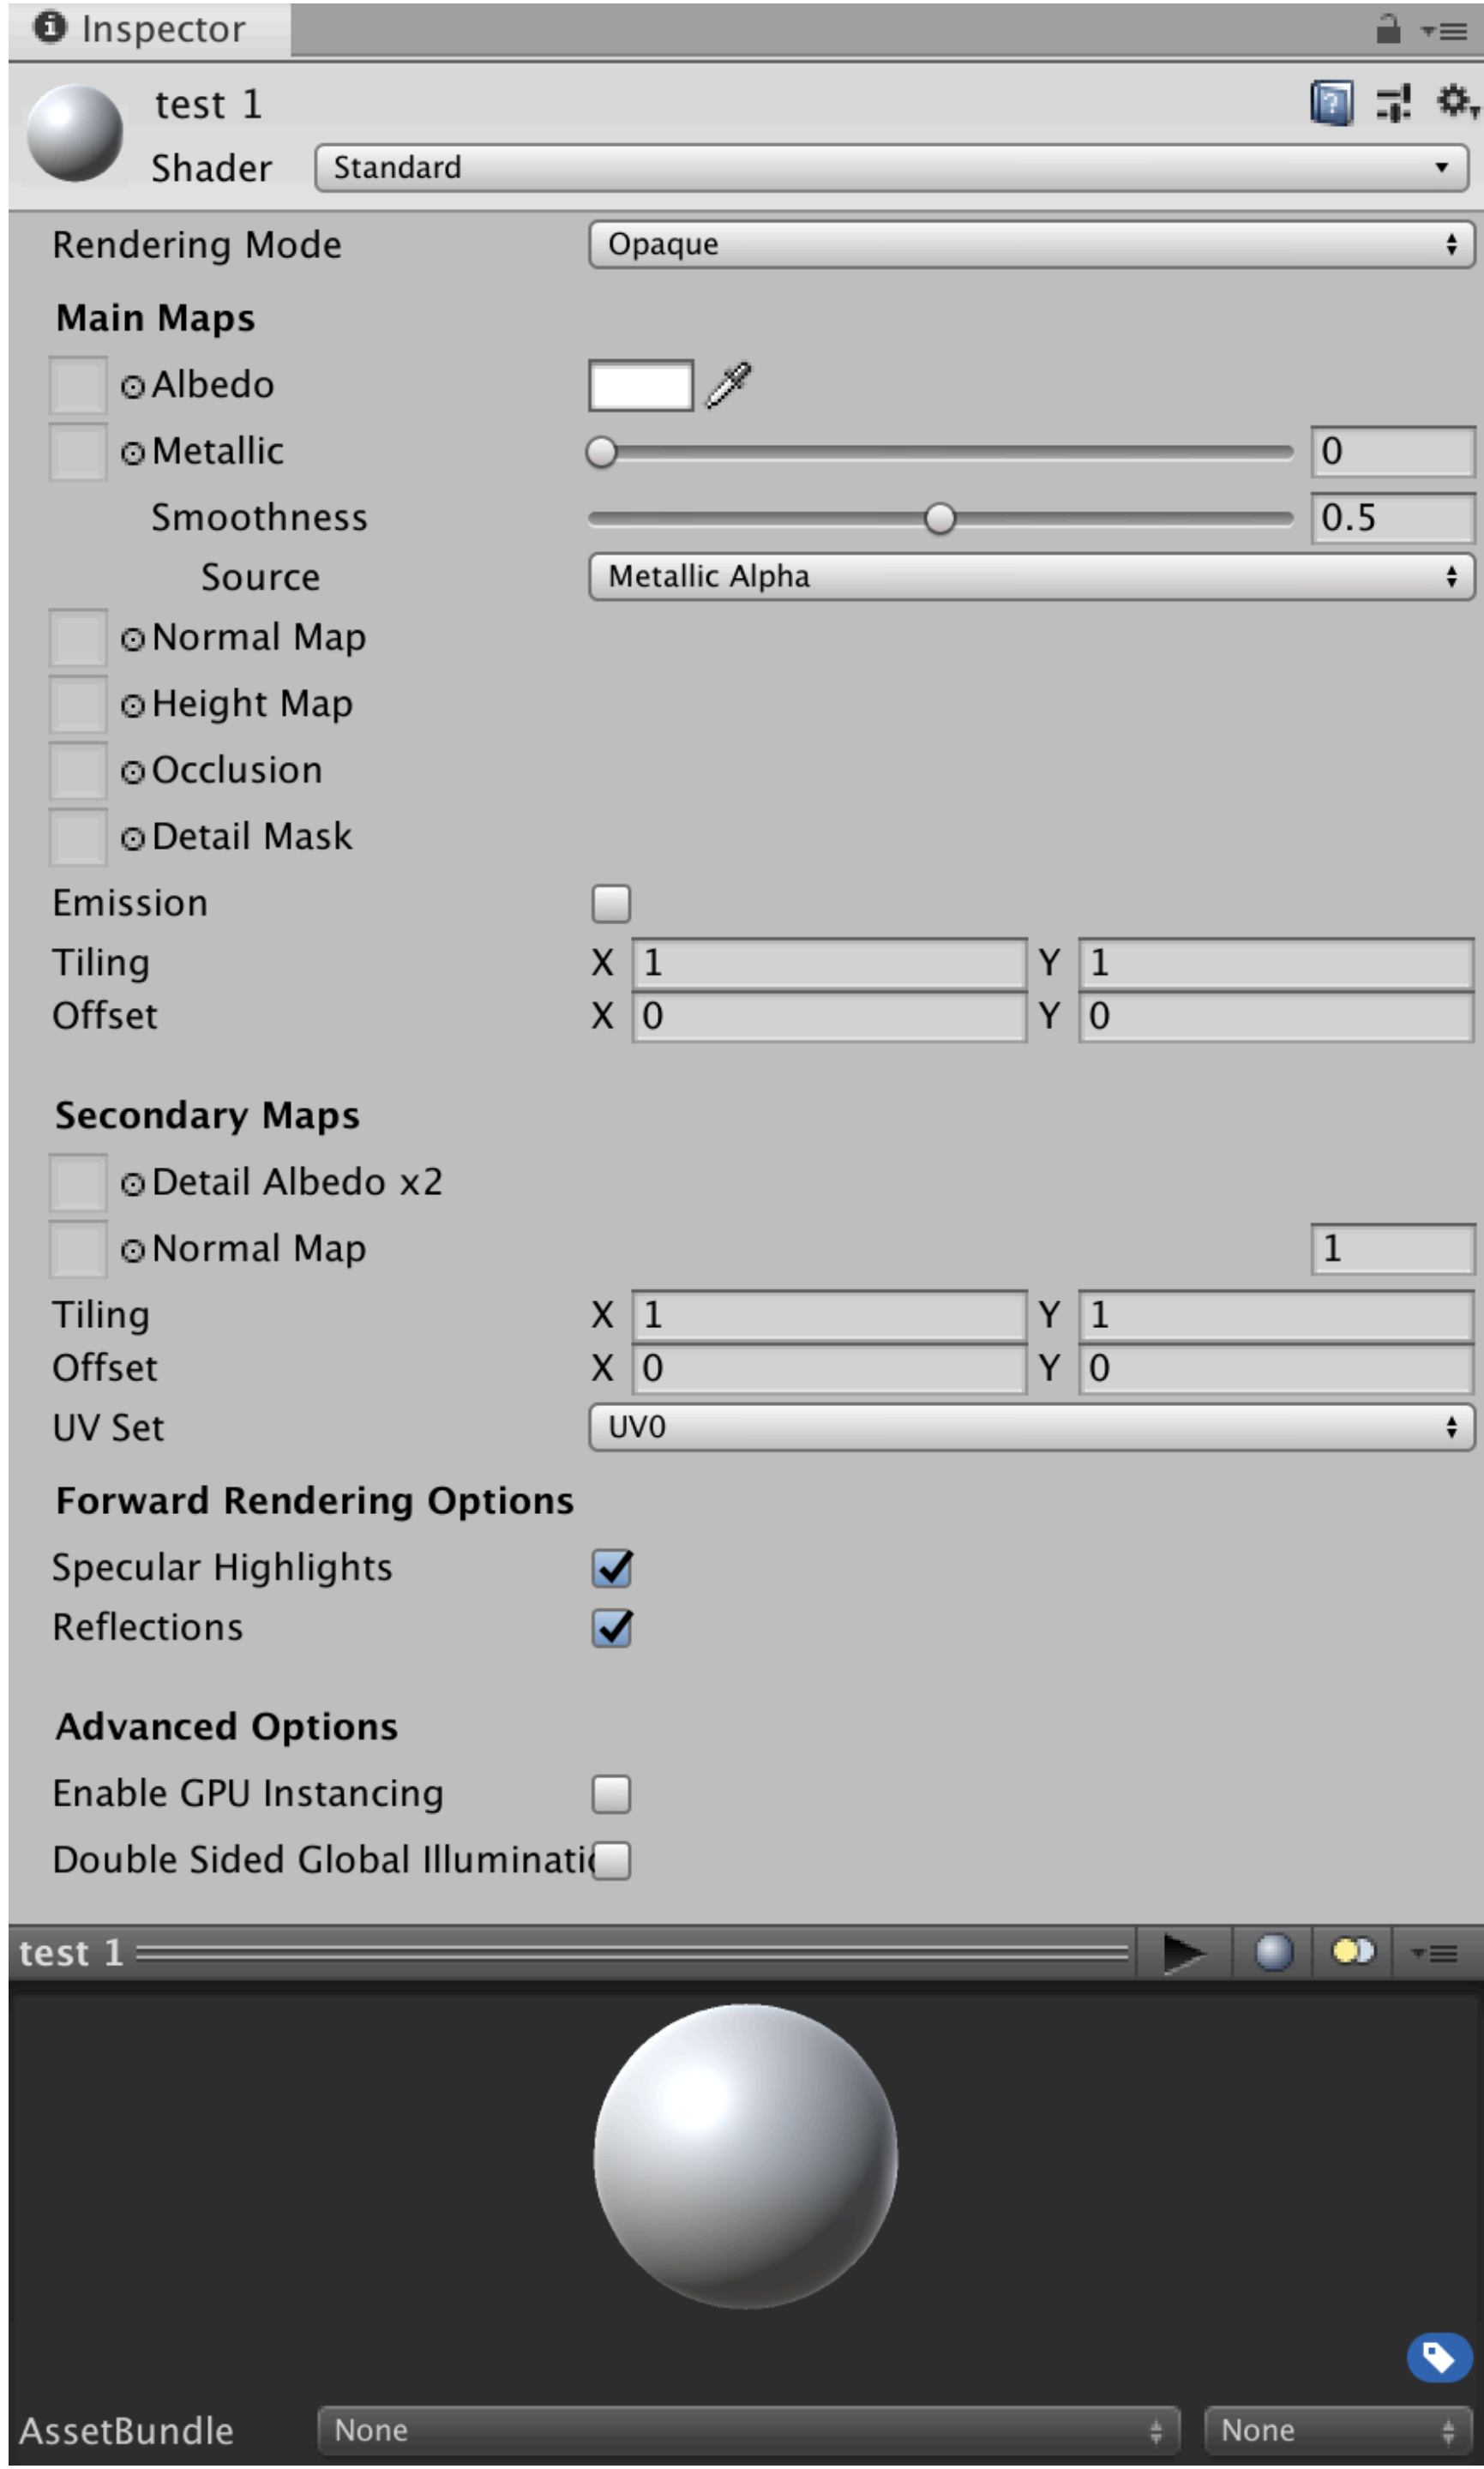 Inspector
test 1
Shader Standard
Rendering Mode Opaque
Main Maps
Albedo
Metallic 0
Smoothness 0.5
Source Metallic Alpha
Normal Map
Height Map
Occlusion
Detail Mask
Emission
Tiling X 1 Y 1
Offset X 0 Y 0
Secondary Maps
Detail Albedo x2
Normal Map 1
Tiling X 1 Y 1
Offset X 0 Y 0
UV Set UV0
Forward Rendering Options
Specular Highlights
Reflections
Advanced Options
Enable GPU Instancing
Double Sided Global Illuminatio
test 1
AssetBundle None None